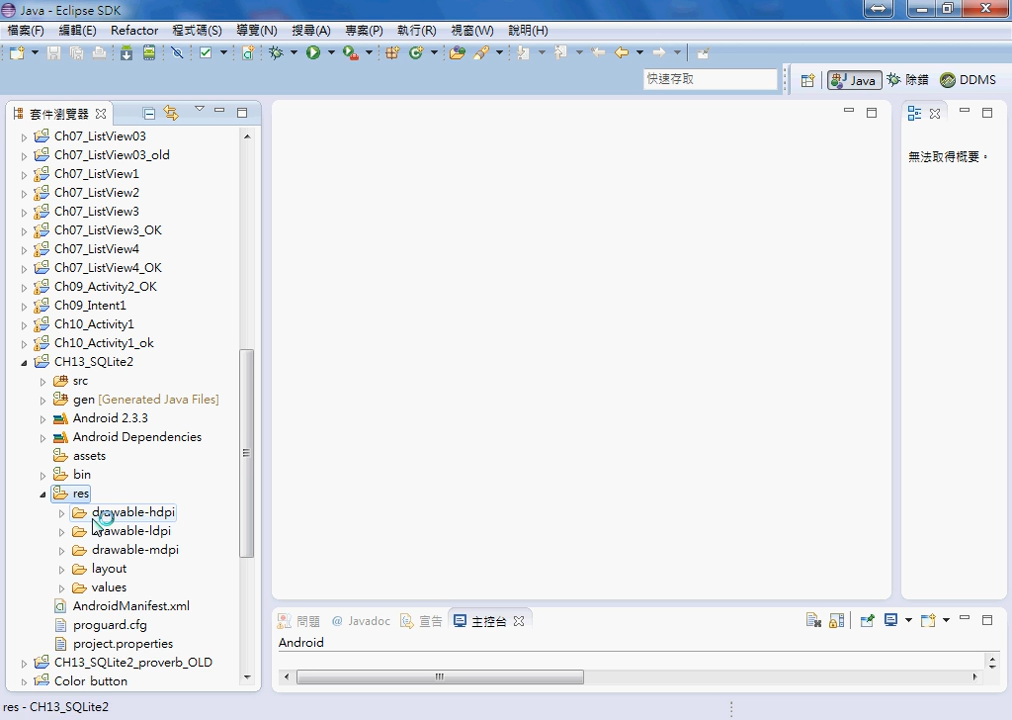 Java - Eclipse SDK
檔案(F) 編輯(E) Refactor 程式碼(S) 導覽(N) 搜尋(A) 專案(P) 執行(R) 視窗(W) 說明(H)
快速存取 Java 除錯 DDMS
套件瀏覽器
Ch07_ListView03
Ch07_ListView03_old
Ch07_ListView1
Ch07_ListView2
Ch07_ListView3
Ch07_ListView3_OK
Ch07_ListView4
Ch07_ListView4_OK
Ch09_Activity2_OK
Ch09_Intent1
Ch10_Activity1
Ch10_Activity1_ok
CH13_SQLite2
src
gen [Generated Java Files]
Android 2.3.3
Android Dependencies
assets
bin
res
drawable-hdpi
drawable-ldpi
drawable-mdpi
layout
values
AndroidManifest.xml
proguard.cfg
project.properties
CH13_SQLite2_proverb_OLD
Color button
無法取得概要。
問題 @ Javadoc 宣告 主控台
Android
res - CH13_SQLite2